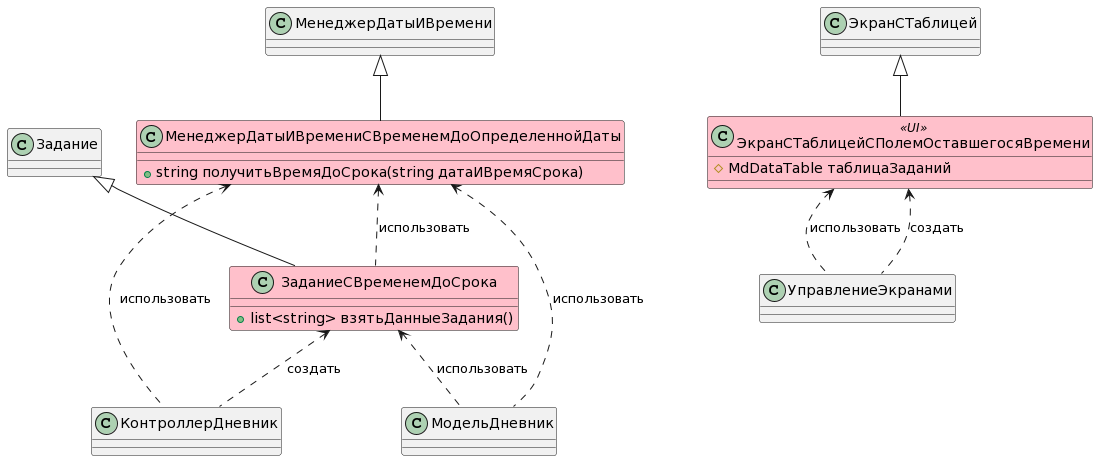 C МенеджерДатыИВремени
C ЭкранСТаблицей
C Задание
C МенеджерДатыИВремениСВременемДоОпределеннойДаты
string получитьВремяДоСрока(string датаИВремяСрока)
«UI»
C ЭкранСТаблицейСПолемОставшегосяВремени
MdDataTable таблицаЗаданий
использовать
использовать
создать
C ЗаданиеСВременемДоСрока
list<string> взятьДанныеЗадания()
C УправлениеЭкранами
использовать
использовать
создать
использовать
C КонтроллерДневник
C МодельДневник